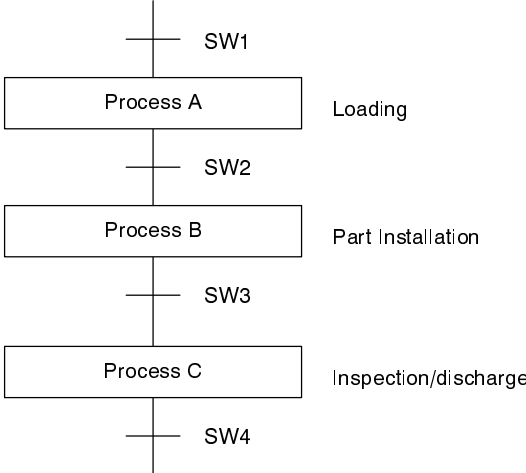 SW1
Process A
Loading
SW2
Process B
Part Installation
SW3
Process C
Inspection/discharge
SW4